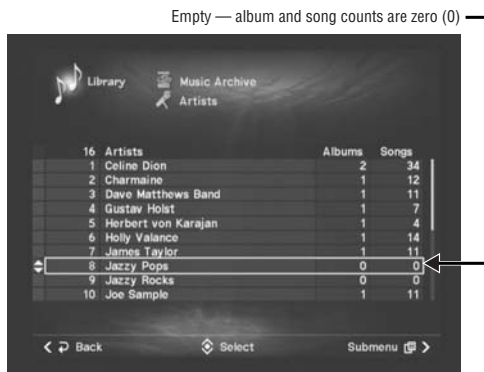 Empty — album and song counts are zero (0)
Library Music Archive
Artists
16 Artists Albums Songs
1 Celine Dion 2 34
2 Charmaine 1 12
3 Dave Matthews Band 1 11
4 Gustav Holst 1 7
5 Herbert von Karajan 1 4
6 Holly Valance 1 14
7 James Taylor 1 11
8 Jazzy Pops 0 0
9 Jazzy Rocks 0 0
10 Joe Sample 1 11
Back Select Submenu